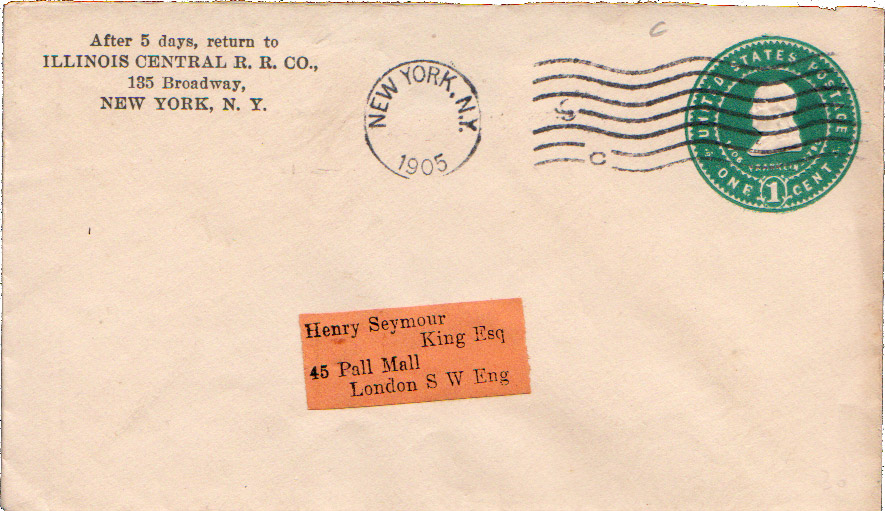 After 5 days, return to
ILLINOIS CENTRAL R. R. CO.,
135 Broadway,
NEW YORK, N. Y.
NEW YORK, N.Y.
1905
C
UNITED STATES POSTAGE
ONE 1 CENT
Henry Seymour
King Esq
45 Pall Mall
London S W Eng